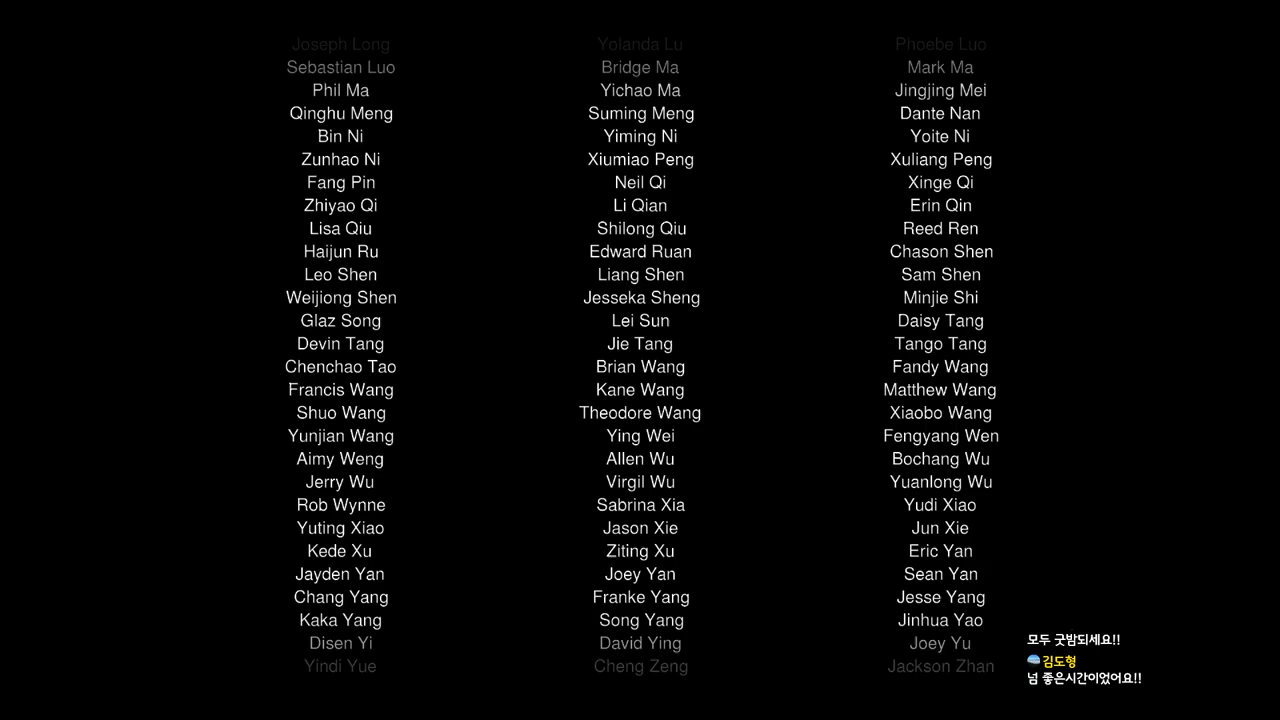 Joseph Long Yolanda Lu Phoebe Luo
Sebastian Luo Bridge Ma Mark Ma
Phil Ma Yichao Ma Jingjing Mei
Qinghu Meng Suming Meng Dante Nan
Bin Ni Yiming Ni Yoite Ni
Zunhao Ni Xiumiao Peng Xuliang Peng
Fang Pin Neil Qi Xinge Qi
Zhiyao Qi Li Qian Erin Qin
Lisa Qiu Shilong Qiu Reed Ren
Haijun Ru Edward Ruan Chason Shen
Leo Shen Liang Shen Sam Shen
Weijiong Shen Jesseka Sheng Minjie Shi
Glaz Song Lei Sun Daisy Tang
Devin Tang Jie Tang Tango Tang
Chenchao Tao Brian Wang Fandy Wang
Francis Wang Kane Wang Matthew Wang
Shuo Wang Theodore Wang Xiaobo Wang
Yunjian Wang Ying Wei Fengyang Wen
Aimy Weng Allen Wu Bochang Wu
Jerry Wu Virgil Wu Yuanlong Wu
Rob Wynne Sabrina Xia Yudi Xiao
Yuting Xiao Jason Xie Jun Xie
Kede Xu Ziting Xu Eric Yan
Jayden Yan Joey Yan Sean Yan
Chang Yang Franke Yang Jesse Yang
Kaka Yang Song Yang Jinhua Yao
Disen Yi David Ying Joey Yu
Yindi Yue Cheng Zeng Jackson Zhan
모두 굿밤되세요!!
김도형
넘 좋은시간이었어요!!